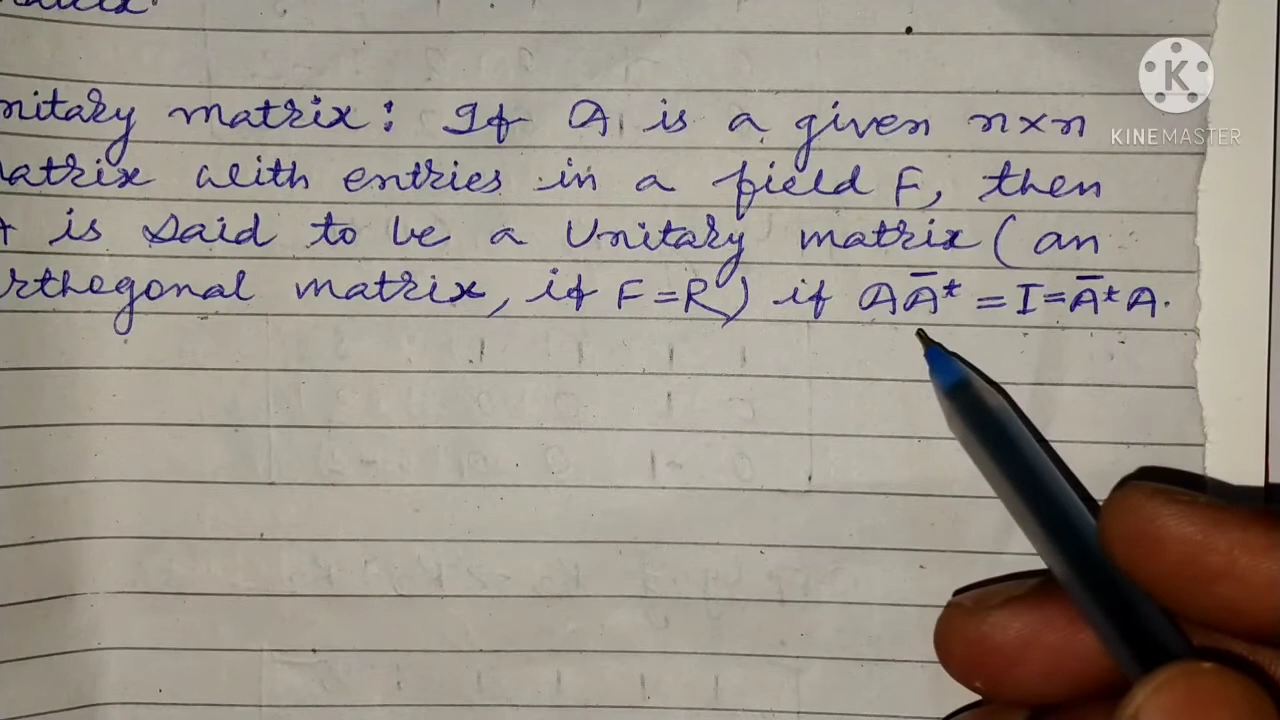 nitary matrix: If A is a given n×n
atrix with entries in a field F, then
is said to be a Unitary matrix (an
rthogonal matrix, if F=R) if AĀᵗ = I = ĀᵗA.
K
KINEMASTER